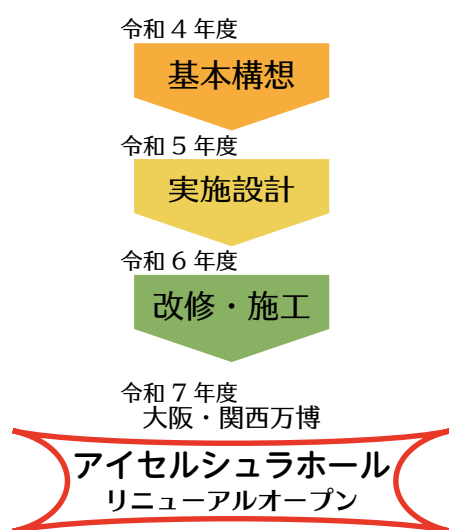 令和4年度
基本構想
令和5年度
実施設計
令和6年度
改修・施工
令和7年度
大阪・関西万博
アイセルシュラホール
リニューアルオープン